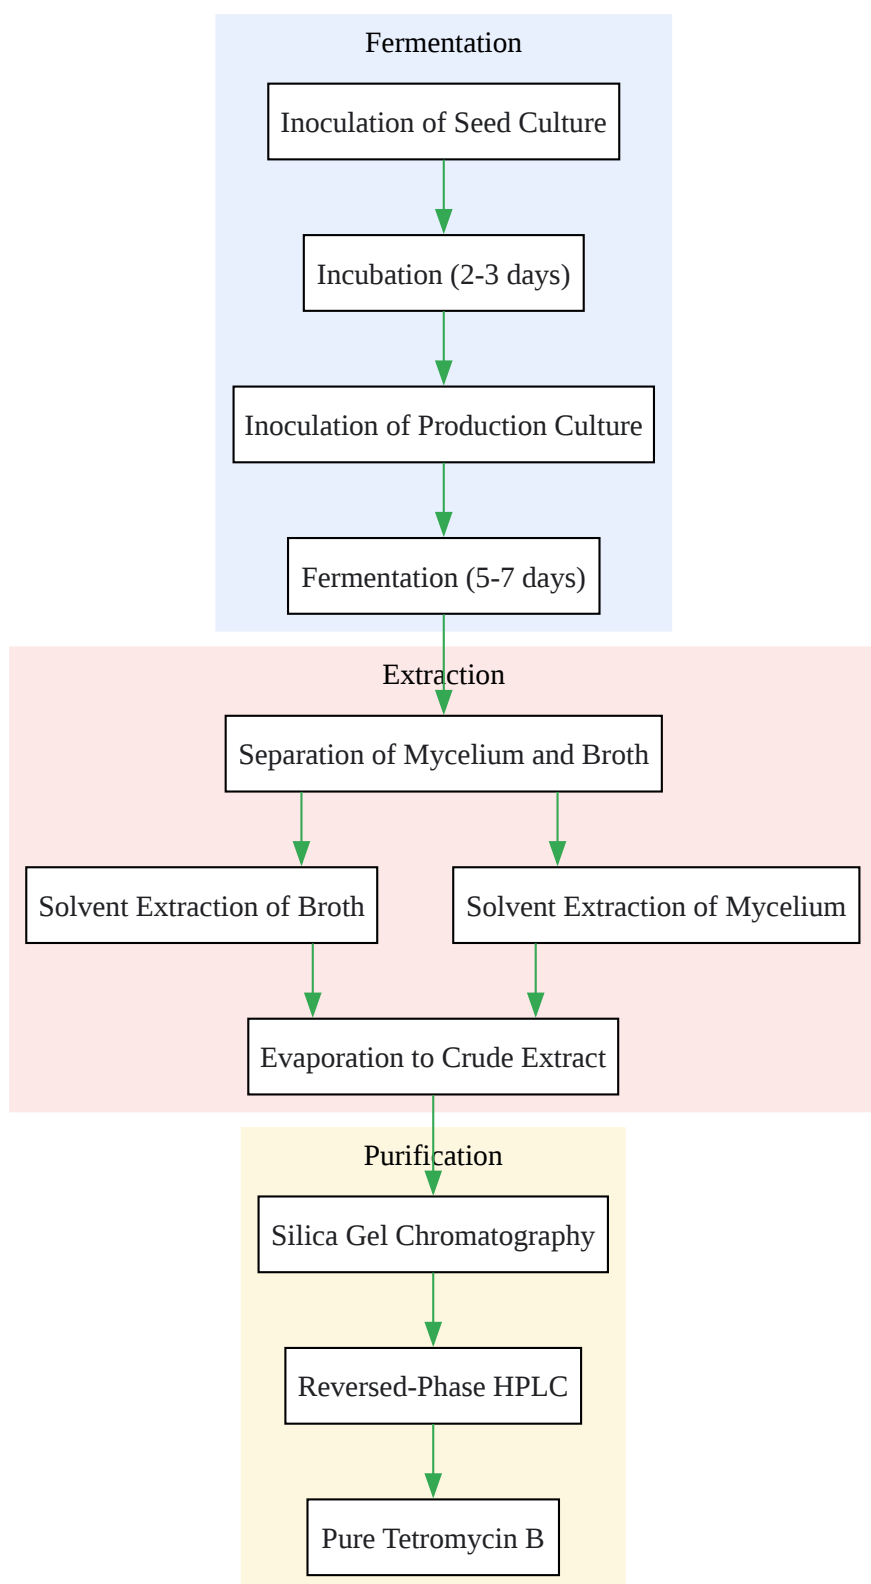 Fermentation
Inoculation of Seed Culture
Incubation (2-3 days)
Inoculation of Production Culture
Fermentation (5-7 days)
Extraction
Separation of Mycelium and Broth
Solvent Extraction of Broth
Solvent Extraction of Mycelium
Evaporation to Crude Extract
Purification
Silica Gel Chromatography
Reversed-Phase HPLC
Pure Tetromycin B